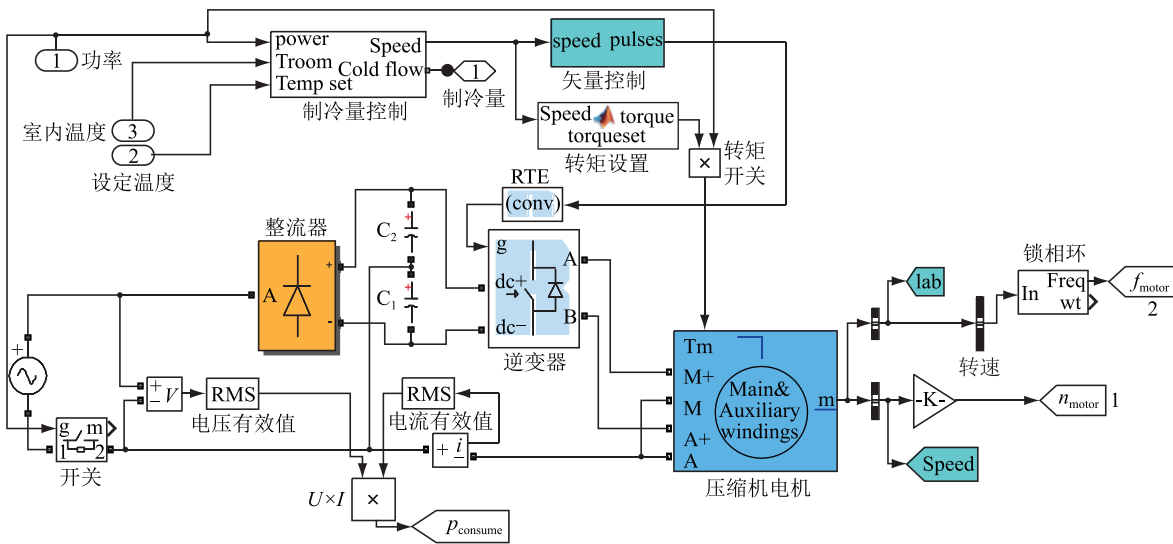 1
功率
power
Troom
Temp set
Speed
Cold flow
制冷量控制
1
制冷量
speed pulses
矢量控制
Speed torque
torqueset
转矩设置
×
转矩
开关
室内温度
3
2
设定温度
RTE
(conv)
整流器
A
+
-
+
C2
+
C1
g
dc+
dc−
A
B
逆变器
锁相环
In
Freq
wt
f motor
2
lab
转速
Tm
M+
M
A+
A
Main&
Auxiliary
windings
m
压缩机电机
-K-
n motor
1
Speed
+
+
− V
RMS
电压有效值
RMS
电流有效值
+ i
−
g m
1 2
开关
U×I
×
p consume